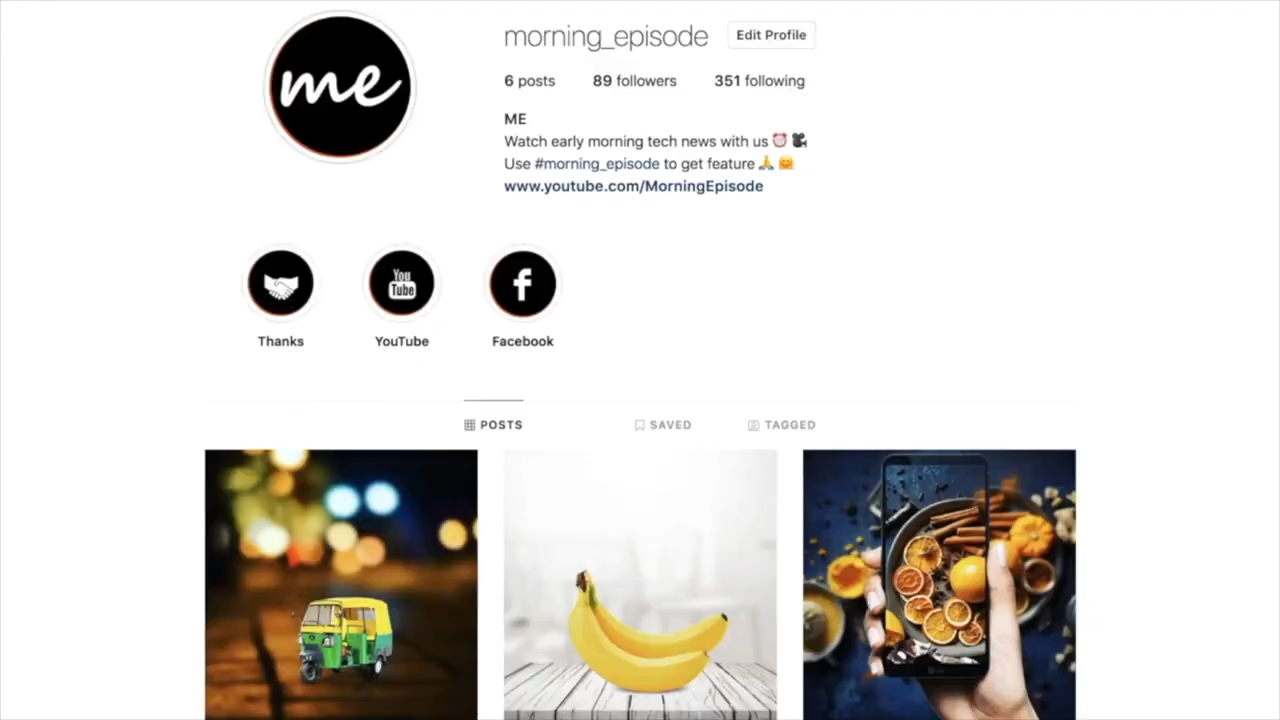 me
morning_episode Edit Profile
6 posts 89 followers 351 following
ME
Watch early morning tech news with us ⏰ 🎥
Use #morning_episode to get feature 🙏 🤗
www.youtube.com/MorningEpisode
You
Tube
f
Thanks YouTube Facebook
POSTS SAVED TAGGED